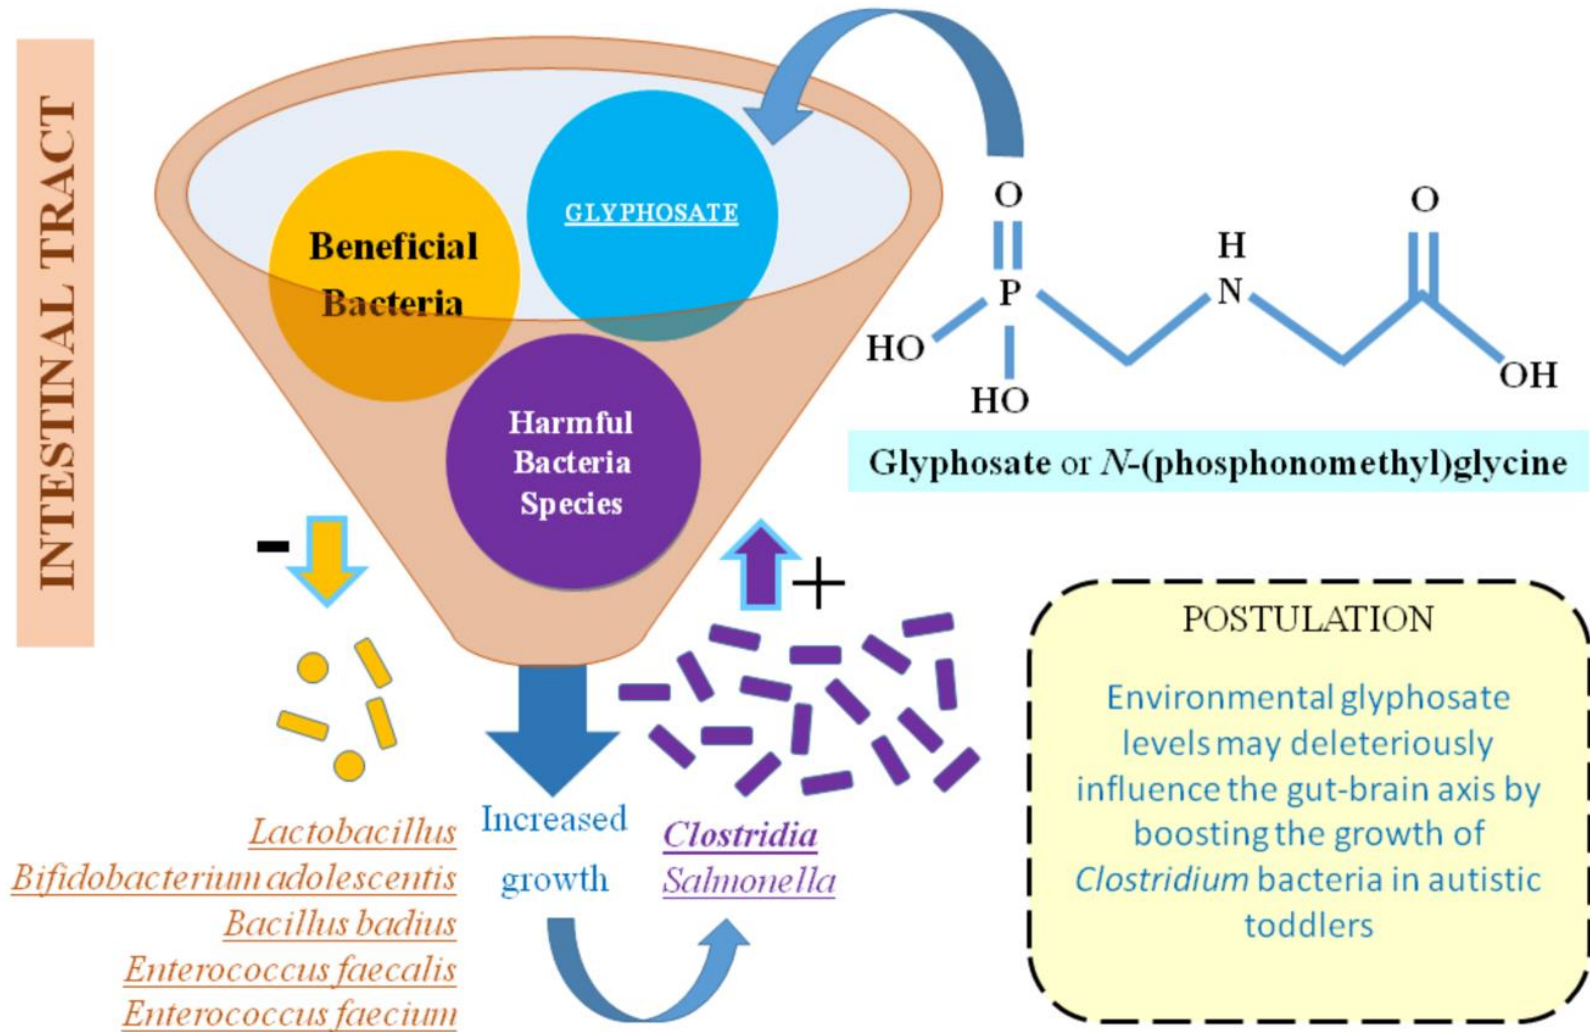 INTESTINAL TRACT
GLYPHOSATE
Beneficial
Bacteria
Harmful
Bacteria
Species
O
O
H
P
N
HO
HO
OH
Glyphosate or N-(phosphonomethyl)glycine
-
+
POSTULATION
Environmental glyphosate
levels may deleteriously
influence the gut-brain axis by
boosting the growth of
Clostridium bacteria in autistic
toddlers
Lactobacillus
Bifidobacterium adolescentis
Bacillus badius
Enterococcus faecalis
Enterococcus faecium
Increased
growth
Clostridia
Salmonella